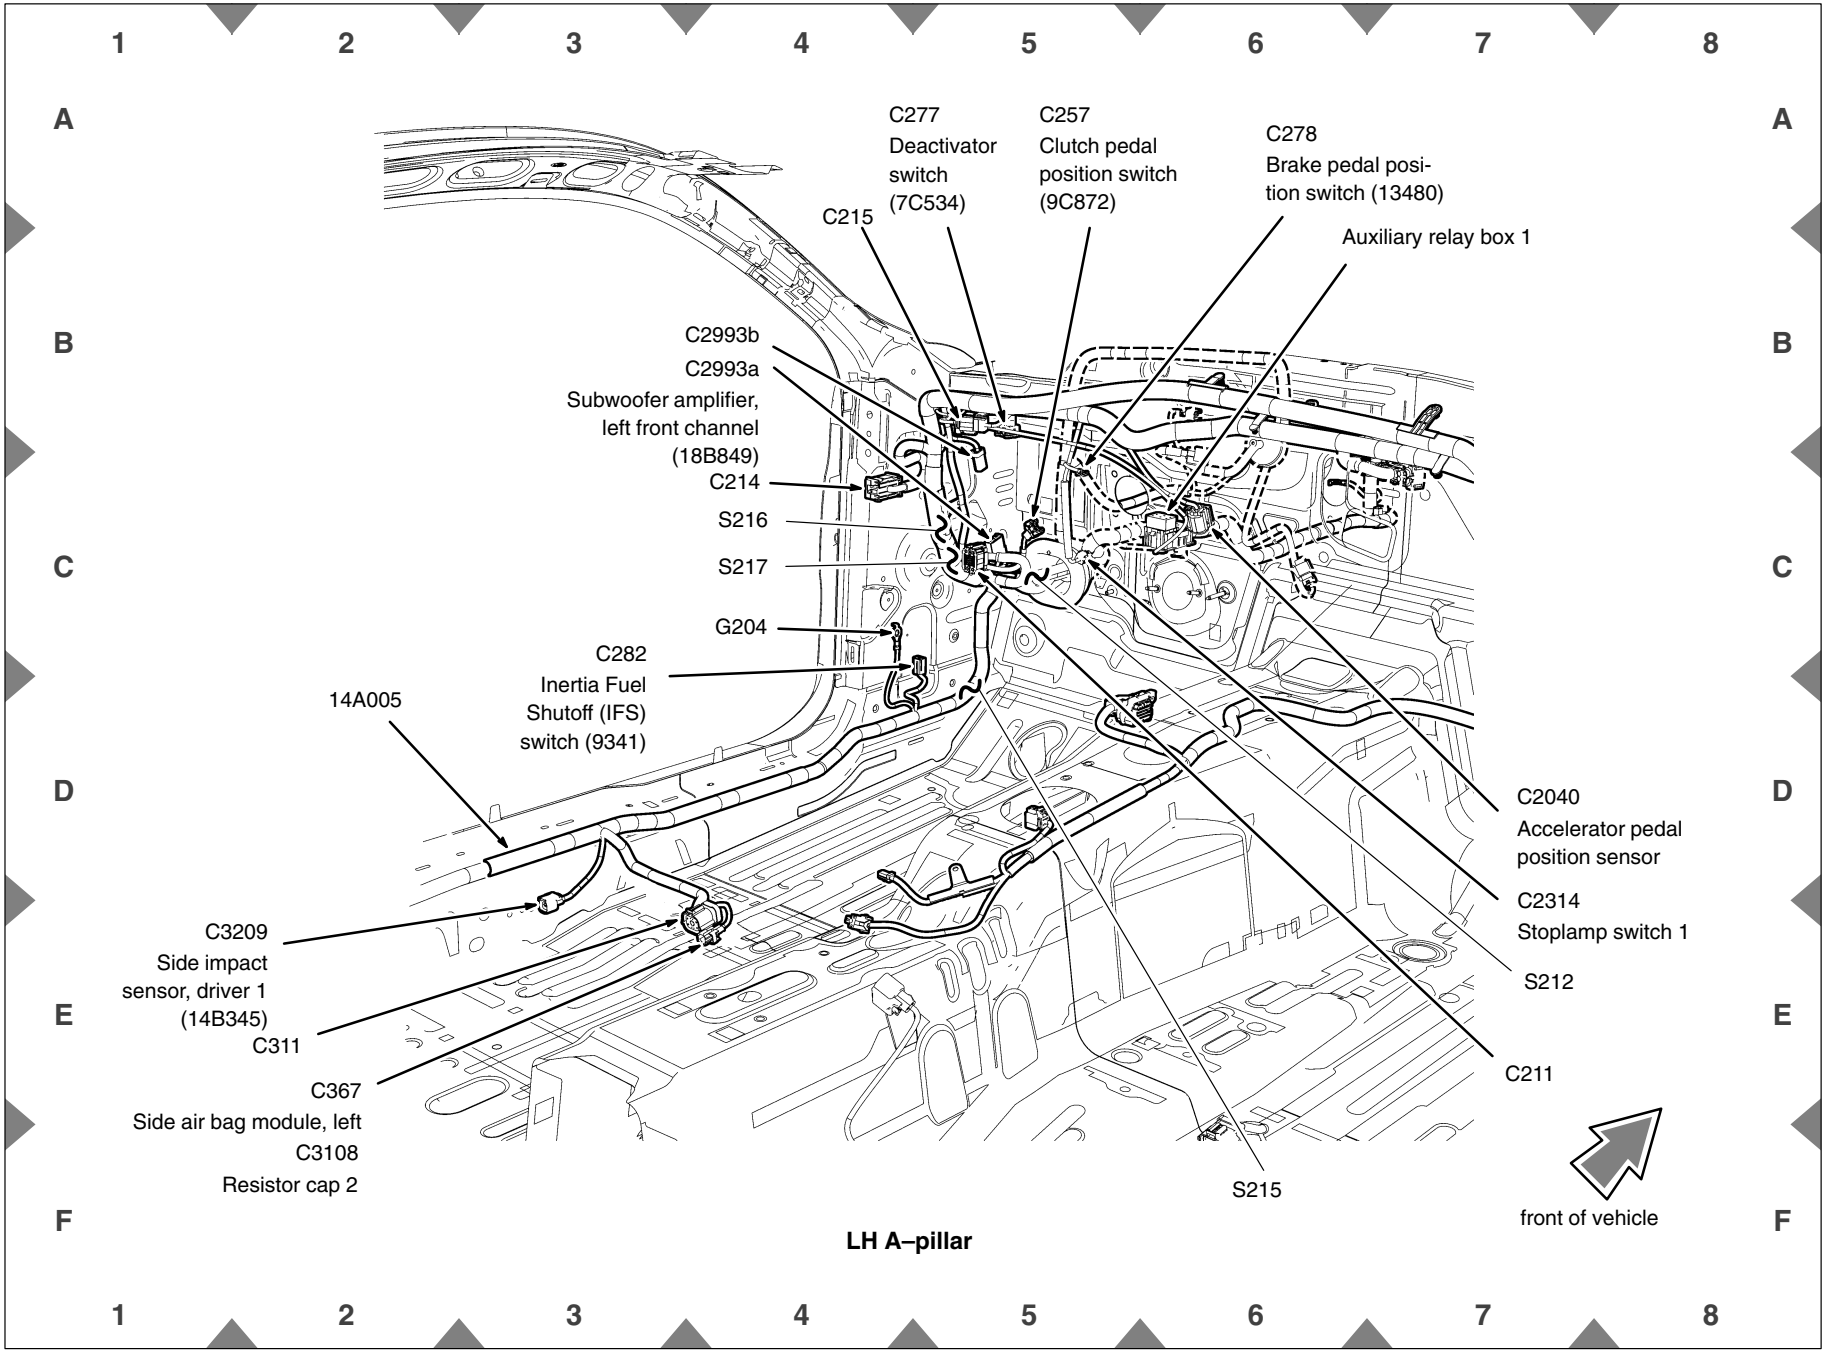 1 2 3 4 5 6 7 8
A A
C277
Deactivator
switch
(7C534)
C257
Clutch pedal
position switch
(9C872)
C278
Brake pedal posi-
tion switch (13480)
C215
Auxiliary relay box 1
B B
C2993b
C2993a
Subwoofer amplifier,
left front channel
(18B849)
C214
S216
S217
C C
G204
C282
Inertia Fuel
Shutoff (IFS)
switch (9341)
14A005
D D
C2040
Accelerator pedal
position sensor
C2314
Stoplamp switch 1
C3209
Side impact
sensor, driver 1
(14B345)
S212
E E
C311
C211
C367
Side air bag module, left
C3108
Resistor cap 2
S215
front of vehicle
F F
LH A–pillar
1 2 3 4 5 6 7 8